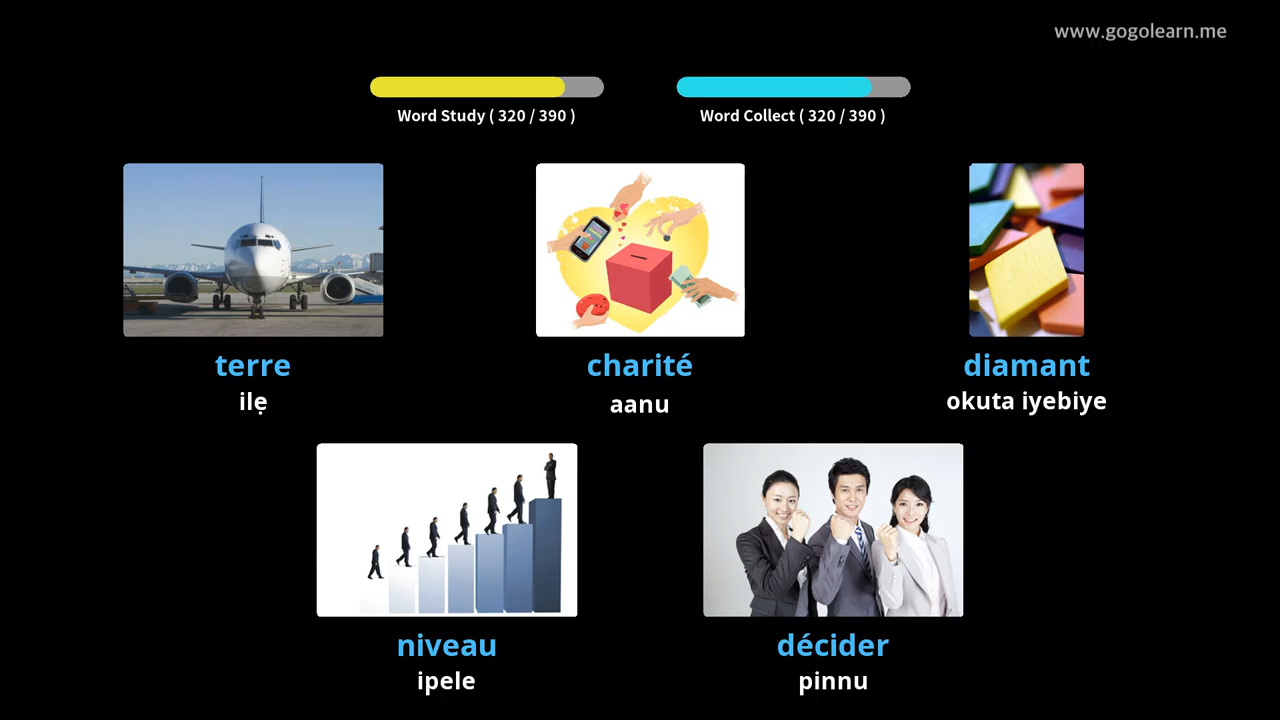 www.gogolearn.me
Word Study ( 320 / 390 )
Word Collect ( 320 / 390 )
terre
ilẹ
charité
aanu
diamant
okuta iyebiye
niveau
ipele
décider
pinnu